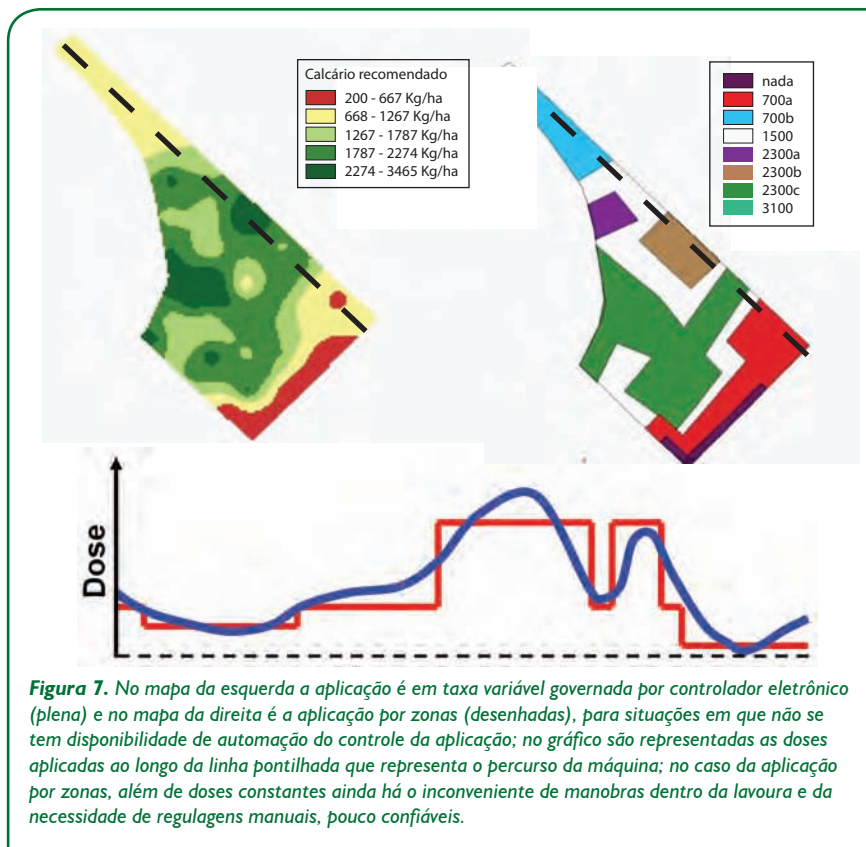 Calcário recomendado
200 - 667 Kg/ha
668 - 1267 Kg/ha
1267 - 1787 Kg/ha
1787 - 2274 Kg/ha
2274 - 3465 Kg/ha
nada
700a
700b
1500
2300a
2300b
2300c
3100
Dose
Figura 7. No mapa da esquerda a aplicação é em taxa variável governada por controlador eletrônico
(plena) e no mapa da direita é a aplicação por zonas (desenhadas), para situações em que não se
tem disponibilidade de automação do controle da aplicação; no gráfico são representadas as doses
aplicadas ao longo da linha pontilhada que representa o percurso da máquina; no caso da aplicação
por zonas, além de doses constantes ainda há o inconveniente de manobras dentro da lavoura e da
necessidade de regulagens manuais, pouco confiáveis.